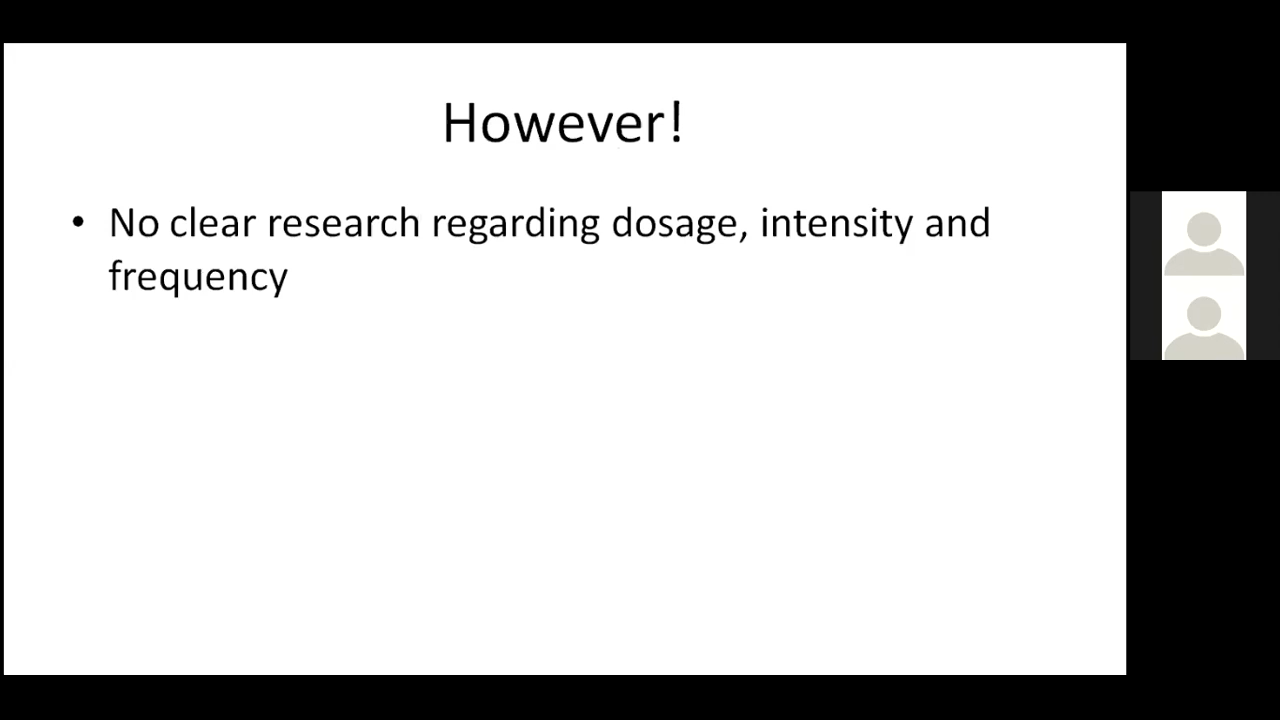 However!
• No clear research regarding dosage, intensity and
frequency